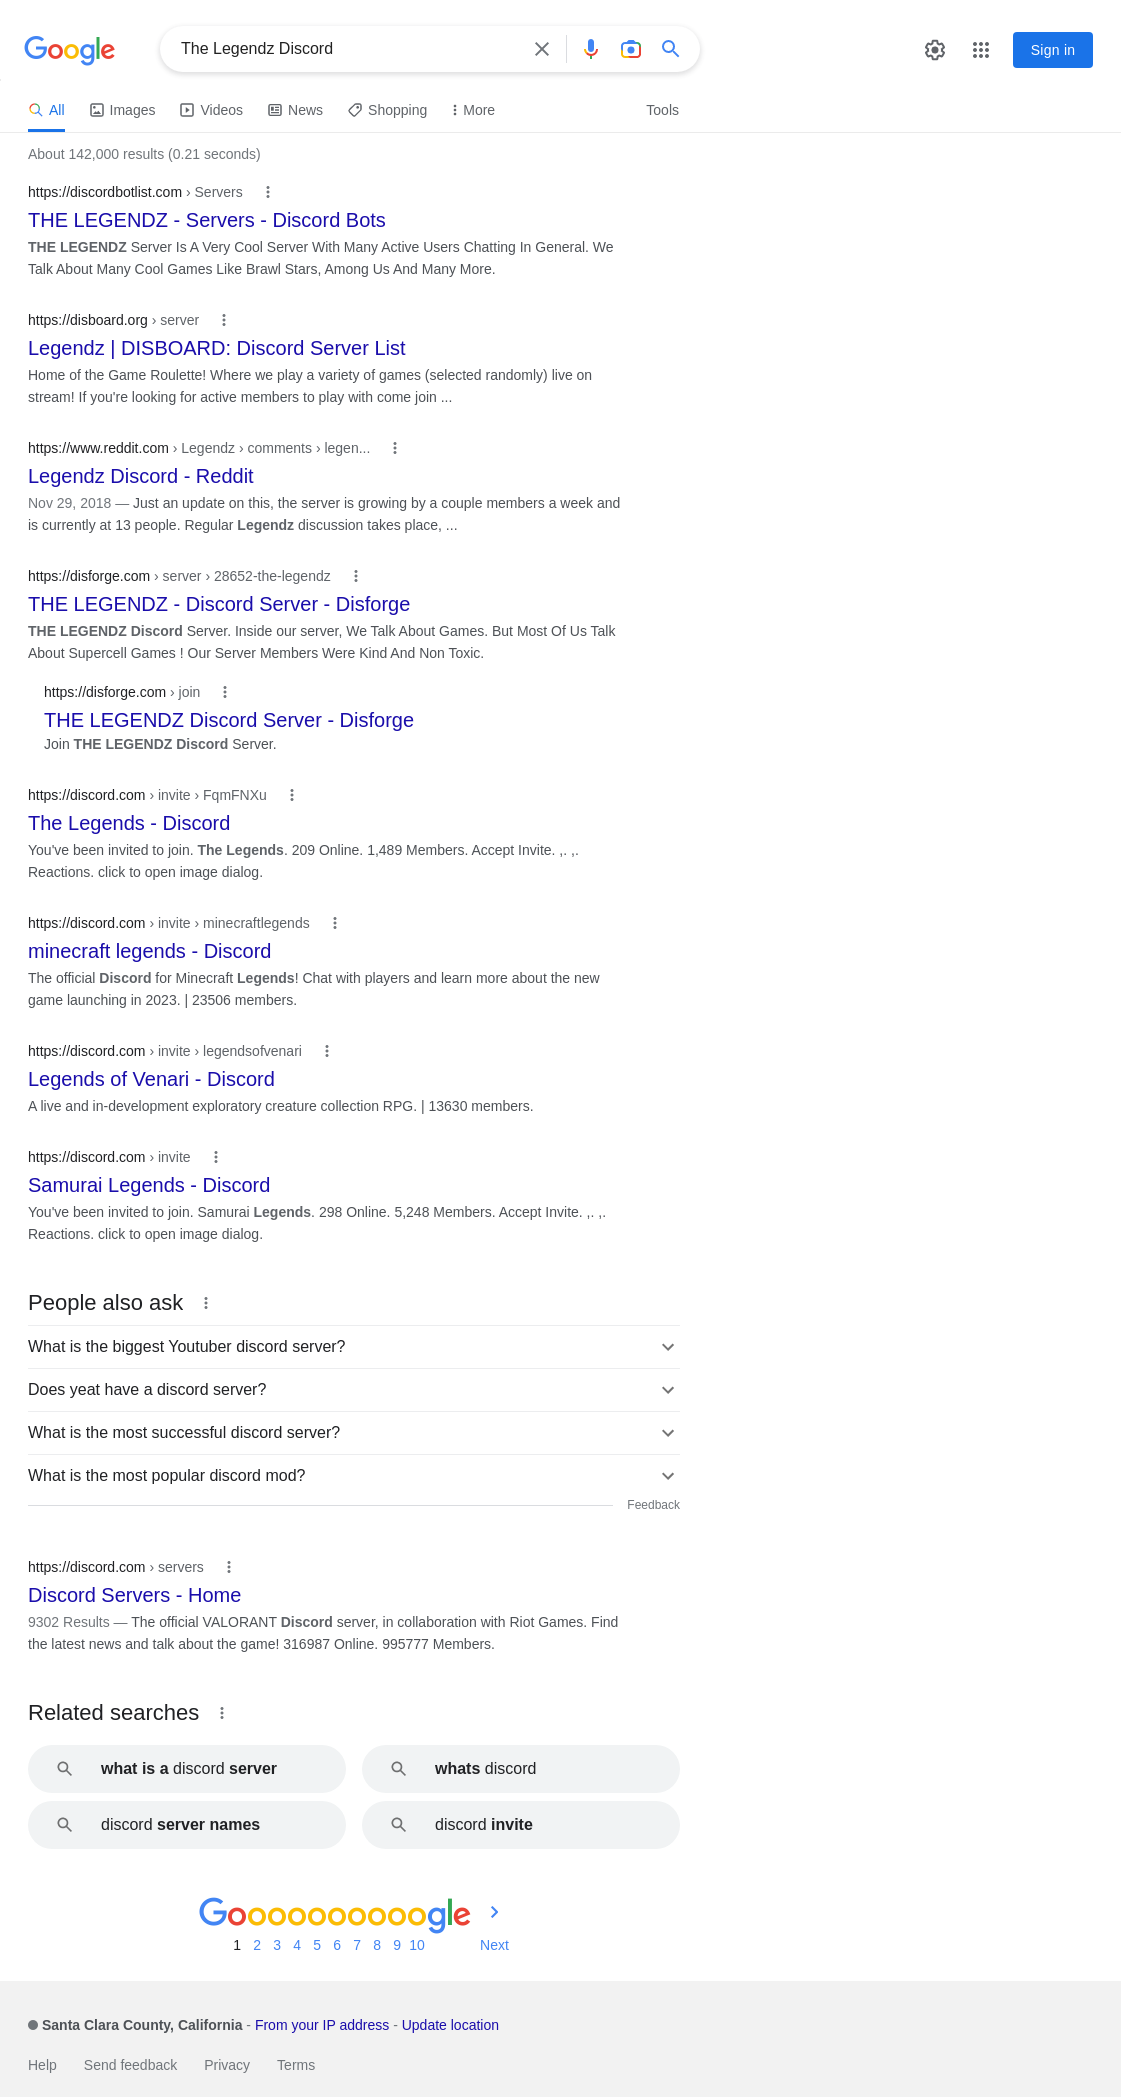 Google
The Legendz Discord
Sign in
All
Images
Videos
News
Shopping
More
Tools
About 142,000 results (0.21 seconds)
https://discordbotlist.com › Servers
THE LEGENDZ - Servers - Discord Bots
THE LEGENDZ Server Is A Very Cool Server With Many Active Users Chatting In General. We
Talk About Many Cool Games Like Brawl Stars, Among Us And Many More.
https://disboard.org › server
Legendz | DISBOARD: Discord Server List
Home of the Game Roulette! Where we play a variety of games (selected randomly) live on
stream! If you're looking for active members to play with come join ...
https://www.reddit.com › Legendz › comments › legen...
Legendz Discord - Reddit
Nov 29, 2018 — Just an update on this, the server is growing by a couple members a week and
is currently at 13 people. Regular Legendz discussion takes place, ...
https://disforge.com › server › 28652-the-legendz
THE LEGENDZ - Discord Server - Disforge
THE LEGENDZ Discord Server. Inside our server, We Talk About Games. But Most Of Us Talk
About Supercell Games ! Our Server Members Were Kind And Non Toxic.
https://disforge.com › join
THE LEGENDZ Discord Server - Disforge
Join THE LEGENDZ Discord Server.
https://discord.com › invite › FqmFNXu
The Legends - Discord
You've been invited to join. The Legends. 209 Online. 1,489 Members. Accept Invite. ,. ,.
Reactions. click to open image dialog.
https://discord.com › invite › minecraftlegends
minecraft legends - Discord
The official Discord for Minecraft Legends! Chat with players and learn more about the new
game launching in 2023. | 23506 members.
https://discord.com › invite › legendsofvenari
Legends of Venari - Discord
A live and in-development exploratory creature collection RPG. | 13630 members.
https://discord.com › invite
Samurai Legends - Discord
You've been invited to join. Samurai Legends. 298 Online. 5,248 Members. Accept Invite. ,. ,.
Reactions. click to open image dialog.
People also ask
What is the biggest Youtuber discord server?
Does yeat have a discord server?
What is the most successful discord server?
What is the most popular discord mod?
Feedback
https://discord.com › servers
Discord Servers - Home
9302 Results — The official VALORANT Discord server, in collaboration with Riot Games. Find
the latest news and talk about the game! 316987 Online. 995777 Members.
Related searches
what is a discord server
whats discord
discord server names
discord invite
Goooooooooogle
1 2 3 4 5 6 7 8 9 10 Next
Santa Clara County, California - From your IP address - Update location
Help Send feedback Privacy Terms